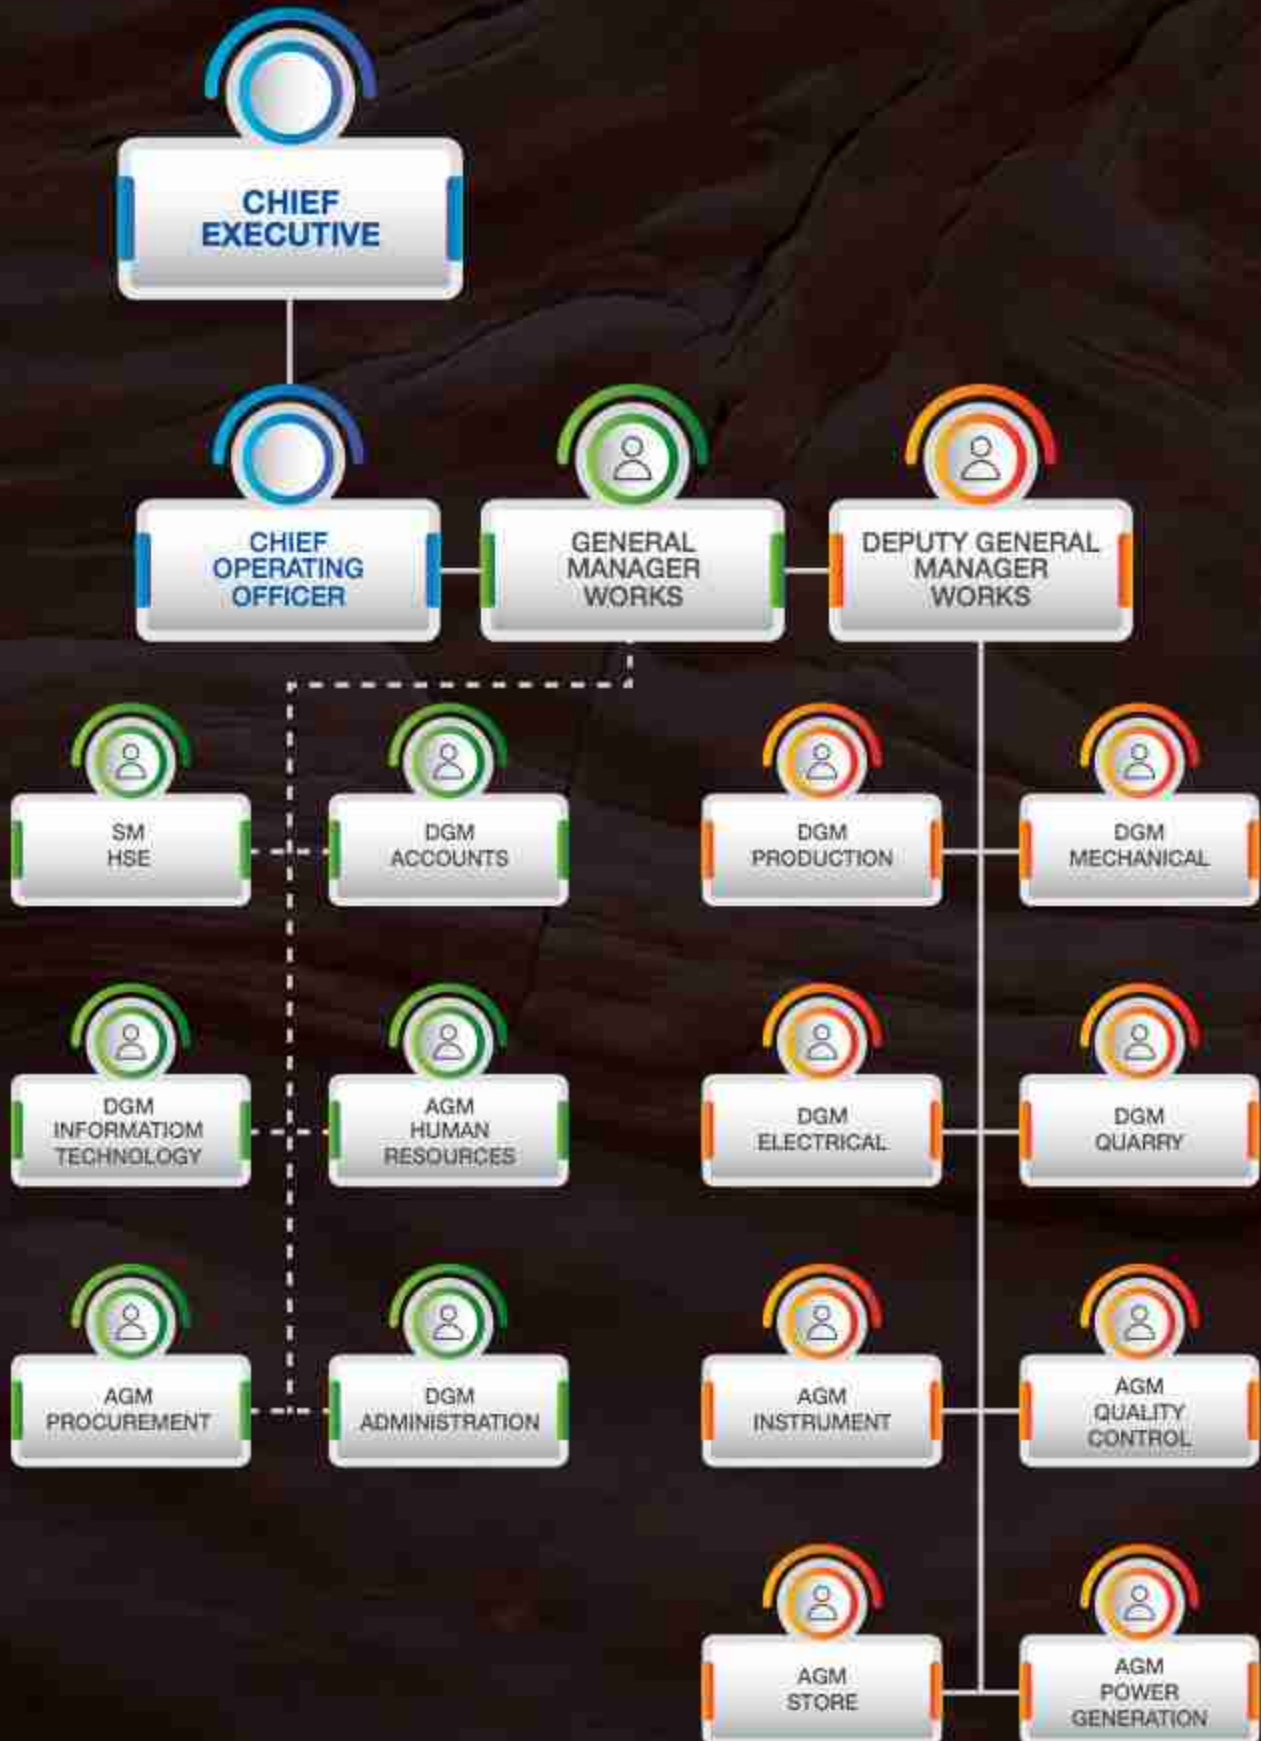 CHIEF
EXECUTIVE
CHIEF
OPERATING
OFFICER
GENERAL
MANAGER
WORKS
DEPUTY GENERAL
MANAGER
WORKS
SM
HSE
DGM
ACCOUNTS
DGM
PRODUCTION
DGM
MECHANICAL
DGM
INFORMATIOM
TECHNOLOGY
AGM
HUMAN
RESOURCES
DGM
ELECTRICAL
DGM
QUARRY
AGM
PROCUREMENT
DGM
ADMINISTRATION
AGM
INSTRUMENT
AGM
QUALITY
CONTROL
AGM
STORE
AGM
POWER
GENERATION